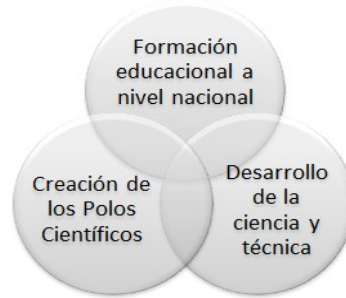 Formación
educacional a
nivel nacional
Creación de
los Polos
Científicos
Desarrollo
de la
ciencia y
técnica